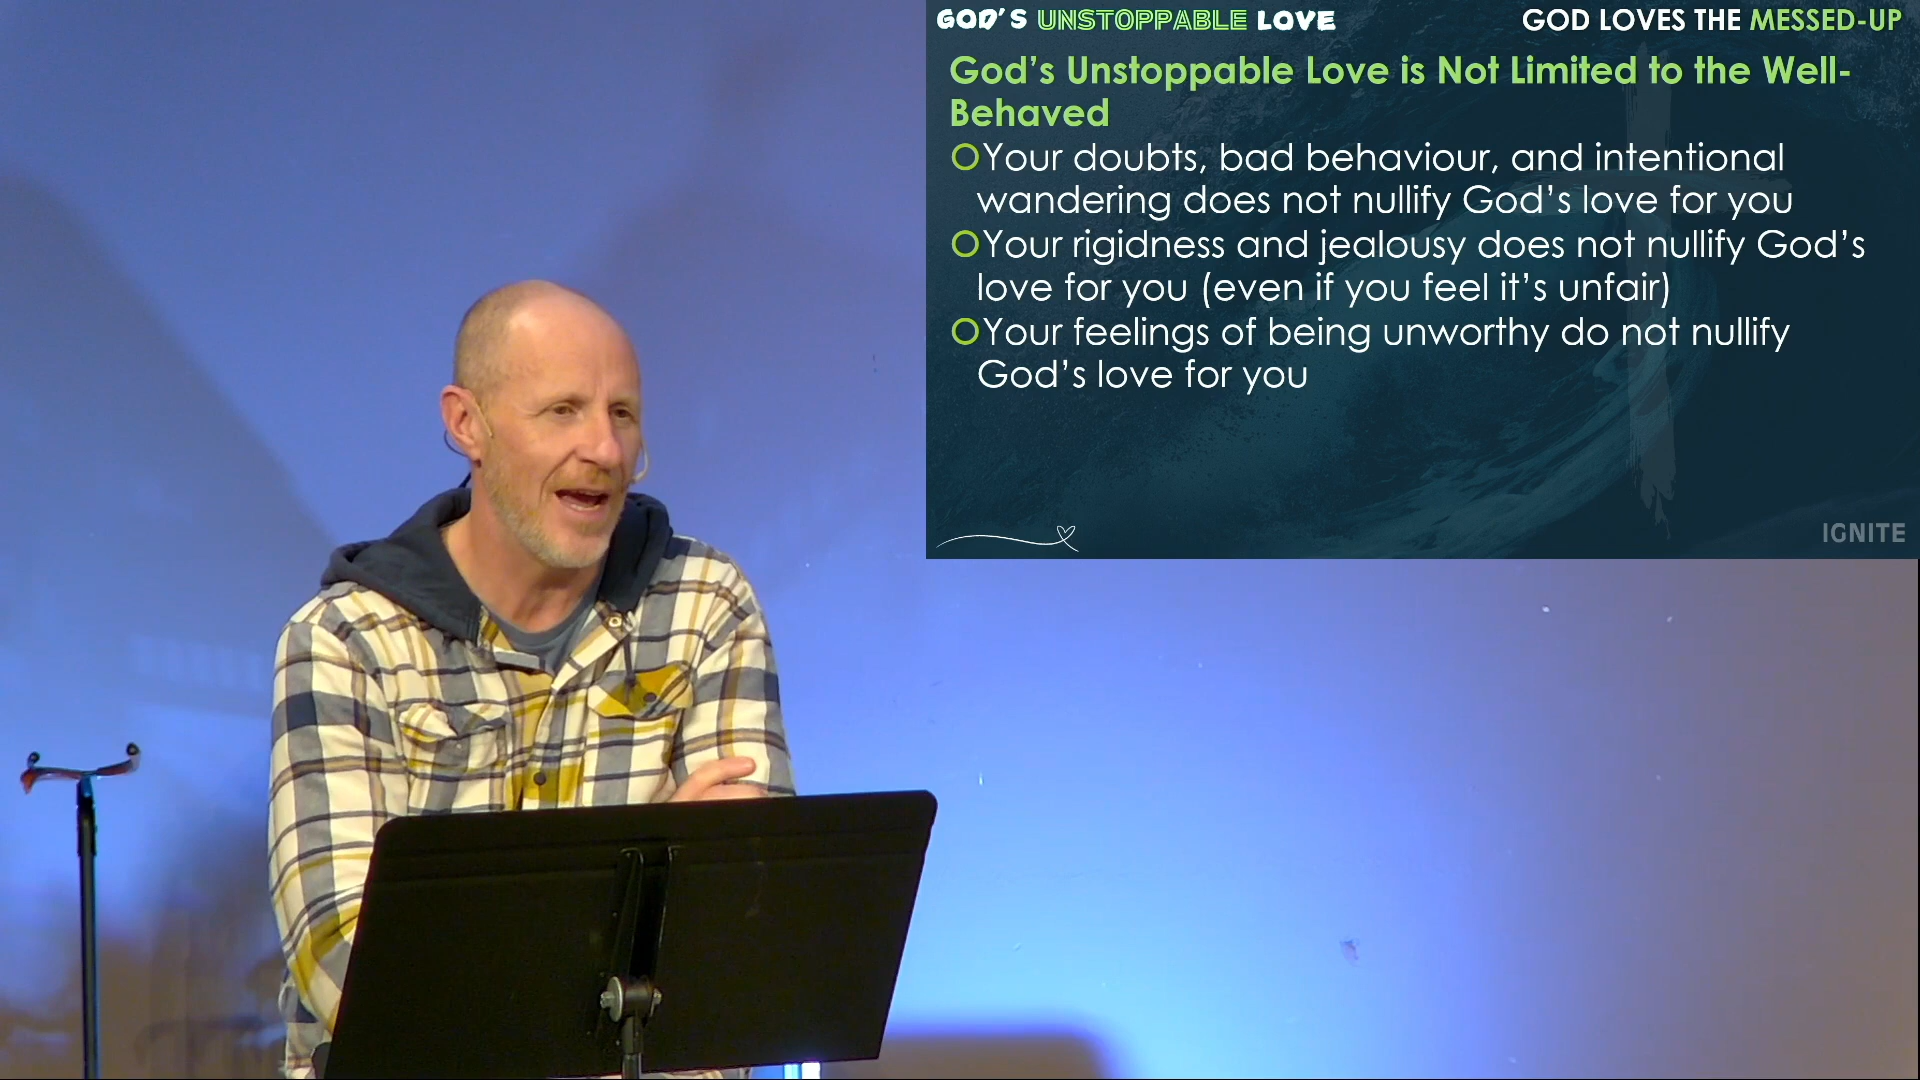 GOD'S UNSTOPPABLE LOVE
GOD LOVES THE MESSED-UP
God's Unstoppable Love is Not Limited to the Well-
Behaved
Your doubts, bad behaviour, and intentional
wandering does not nullify God's love for you
Your rigidness and jealousy does not nullify God's
love for you (even if you feel it's unfair)
Your feelings of being unworthy do not nullify
God's love for you
IGNITE